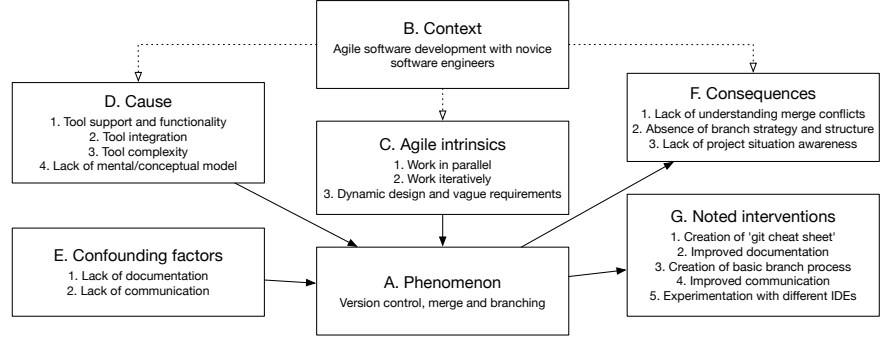 B. Context
Agile software development with novice
software engineers
D. Cause
1. Tool support and functionality
2. Tool integration
3. Tool complexity
4. Lack of mental/conceptual model
C. Agile intrinsics
1. Work in parallel
2. Work iteratively
3. Dynamic design and vague requirements
F. Consequences
1. Lack of understanding merge conflicts
2. Absence of branch strategy and structure
3. Lack of project situation awareness
E. Confounding factors
1. Lack of documentation
2. Lack of communication
A. Phenomenon
Version control, merge and branching
G. Noted interventions
1. Creation of 'git cheat sheet'
2. Improved documentation
3. Creation of basic branch process
4. Improved communication
5. Experimentation with different IDEs